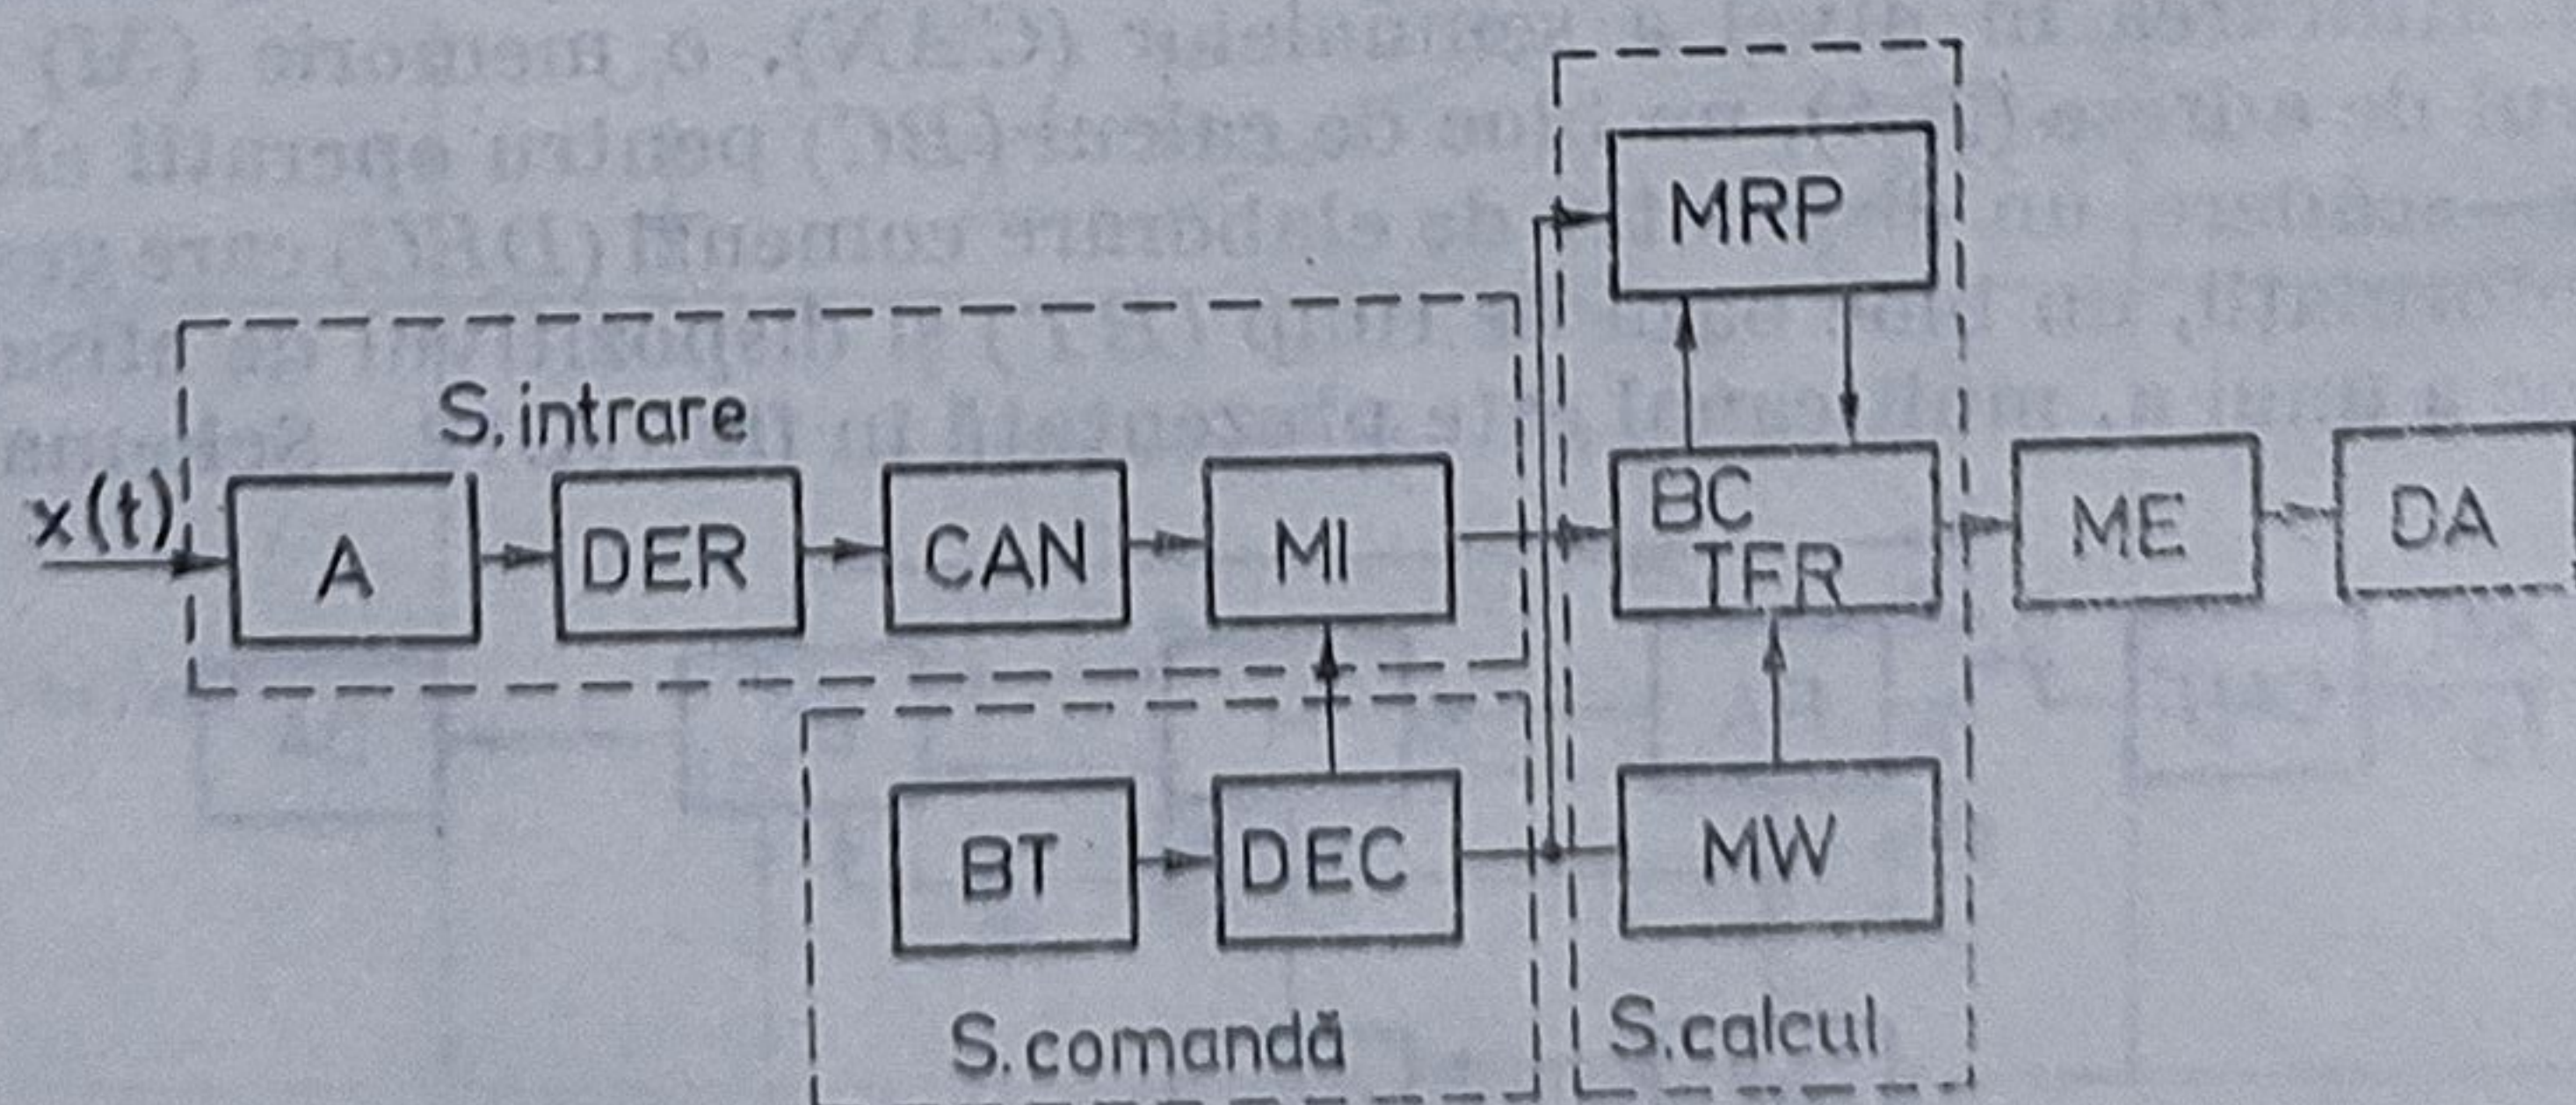 MRP
S. intrare
x(t)
A
DER
CAN
MI
BC
TFR
ME
DA
BT
DEC
MW
S. comandă
S. calcul